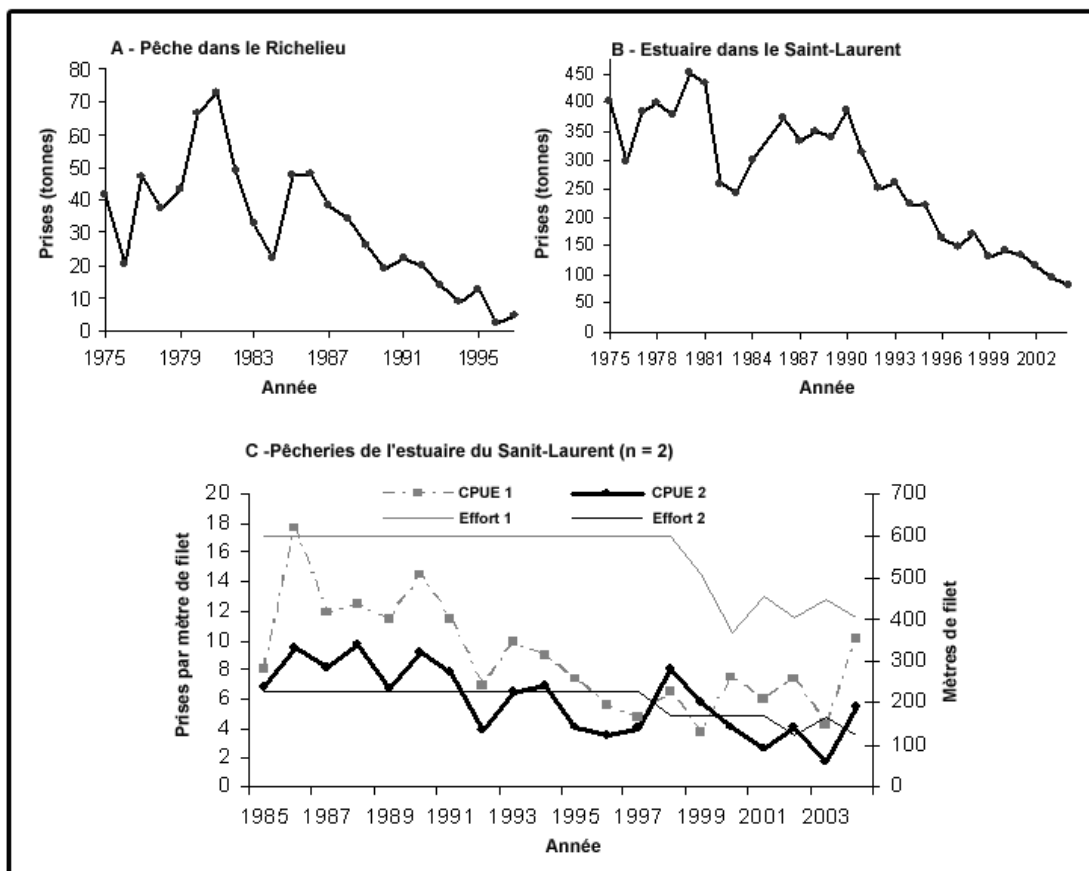 A - Pêche dans le Richelieu
80
70
60
50
40
30
20
10
0
Prises (tonnes)
1975 1979 1983 1987 1991 1995
Année
B - Estuaire dans le Saint-Laurent
450
400
350
300
250
200
150
100
50
0
Prises (tonnes)
1975 1978 1981 1984 1987 1990 1993 1996 1999 2002
Année
C -Pêcheries de l'estuaire du Sanit-Laurent (n = 2)
CPUE 1 CPUE 2
Effort 1 Effort 2
20
18
16
14
12
10
8
6
4
2
0
Prises par mètre de filet
700
600
500
400
300
200
100
0
Mètres de filet
1985 1987 1989 1991 1993 1995 1997 1999 2001 2003
Année